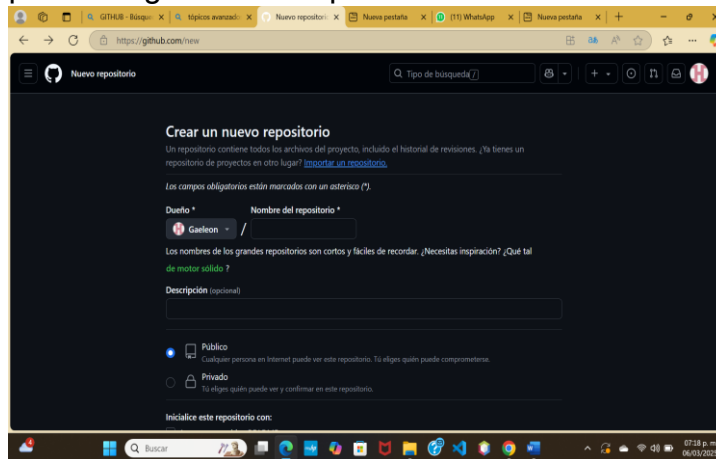 GITHUB - Búsque
tópicos avanzado
Nuevo repositorio
Nueva pestaña
(11) WhatsApp
Nueva pestaña
https://github.com/new
Nuevo repositorio
Tipo de búsqueda /
Crear un nuevo repositorio
Un repositorio contiene todos los archivos del proyecto, incluido el historial de revisiones. ¿Ya tienes un
repositorio de proyectos en otro lugar? Importar un repositorio.
Los campos obligatorios están marcados con un asterisco (*).
Dueño * Nombre del repositorio *
Gaeleon /
Los nombres de los grandes repositorios son cortos y fáciles de recordar. ¿Necesitas inspiración? ¿Qué tal
de motor sólido ?
Descripción (opcional)
Público
Cualquier persona en Internet puede ver este repositorio. Tú eliges quién puede comprometerse.
Privado
Tú eliges quién puede ver y confirmar en este repositorio.
Inicialice este repositorio con:
Buscar
07:18 p. m.
06/03/202